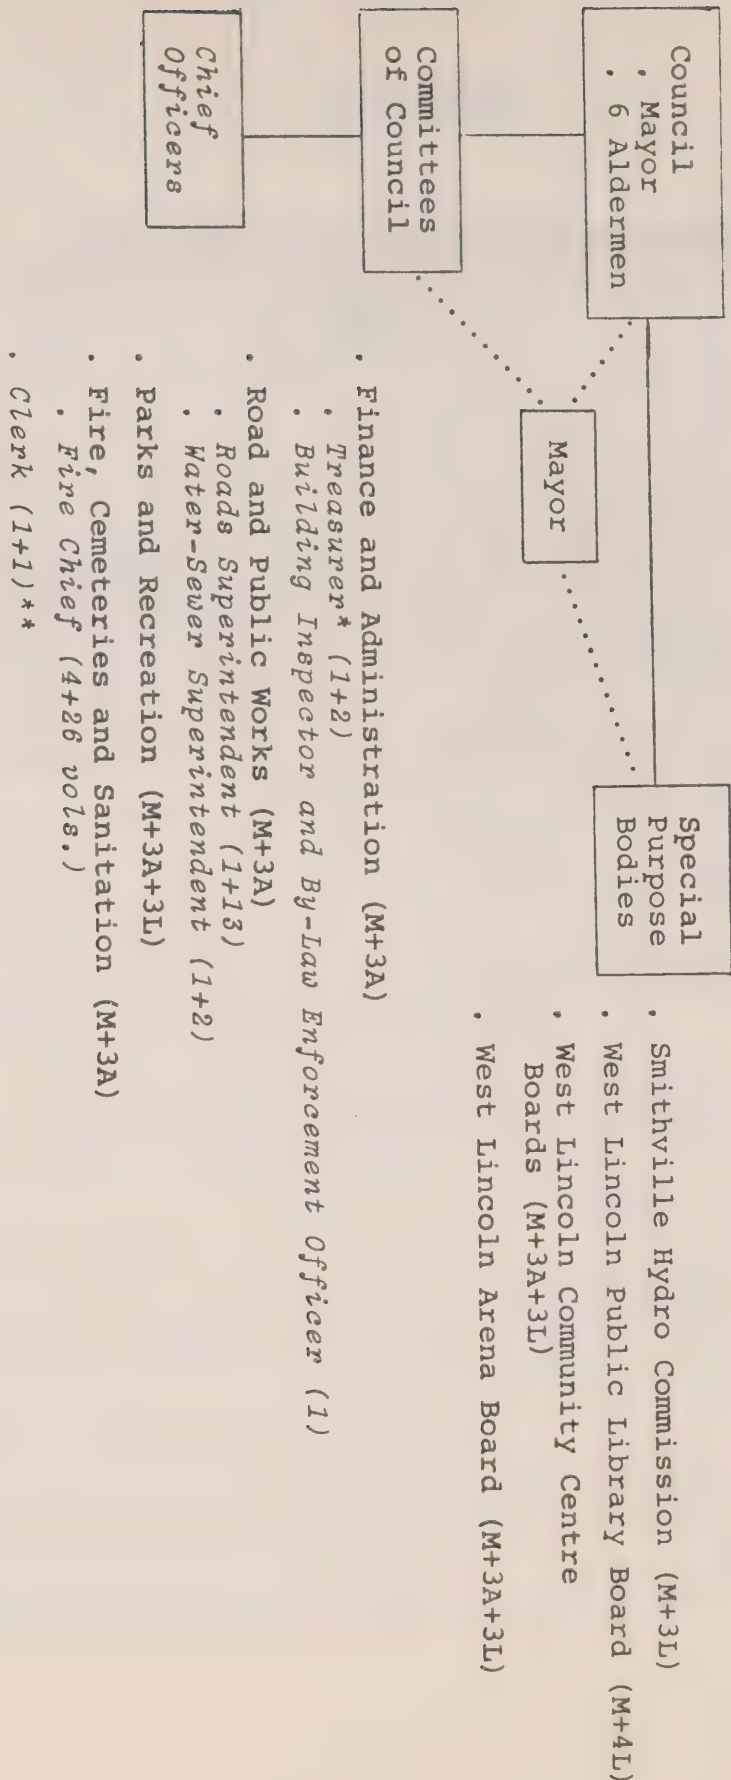 Council
. Mayor
. 6 Aldermen
Committees
of Council
Chief
Officers
Mayor
Special
Purpose
Bodies
. Smithville Hydro Commission (M+3L)
. West Lincoln Public Library Board (M+4L)
. West Lincoln Community Centre
Boards (M+3A+3L)
. West Lincoln Arena Board (M+3A+3L)
. Finance and Administration (M+3A)
. Treasurer* (1+2)
. Building Inspector and By-Law Enforcement Officer (1)
. Road and Public Works (M+3A)
. Roads Superintendent (1+13)
. Water-Sewer Superintendent (1+2)
. Parks and Recreation (M+3A+3L)
. Fire, Cemeteries and Sanitation (M+3A)
. Fire Chief (4+26 vols.)
. Clerk (1+1)**